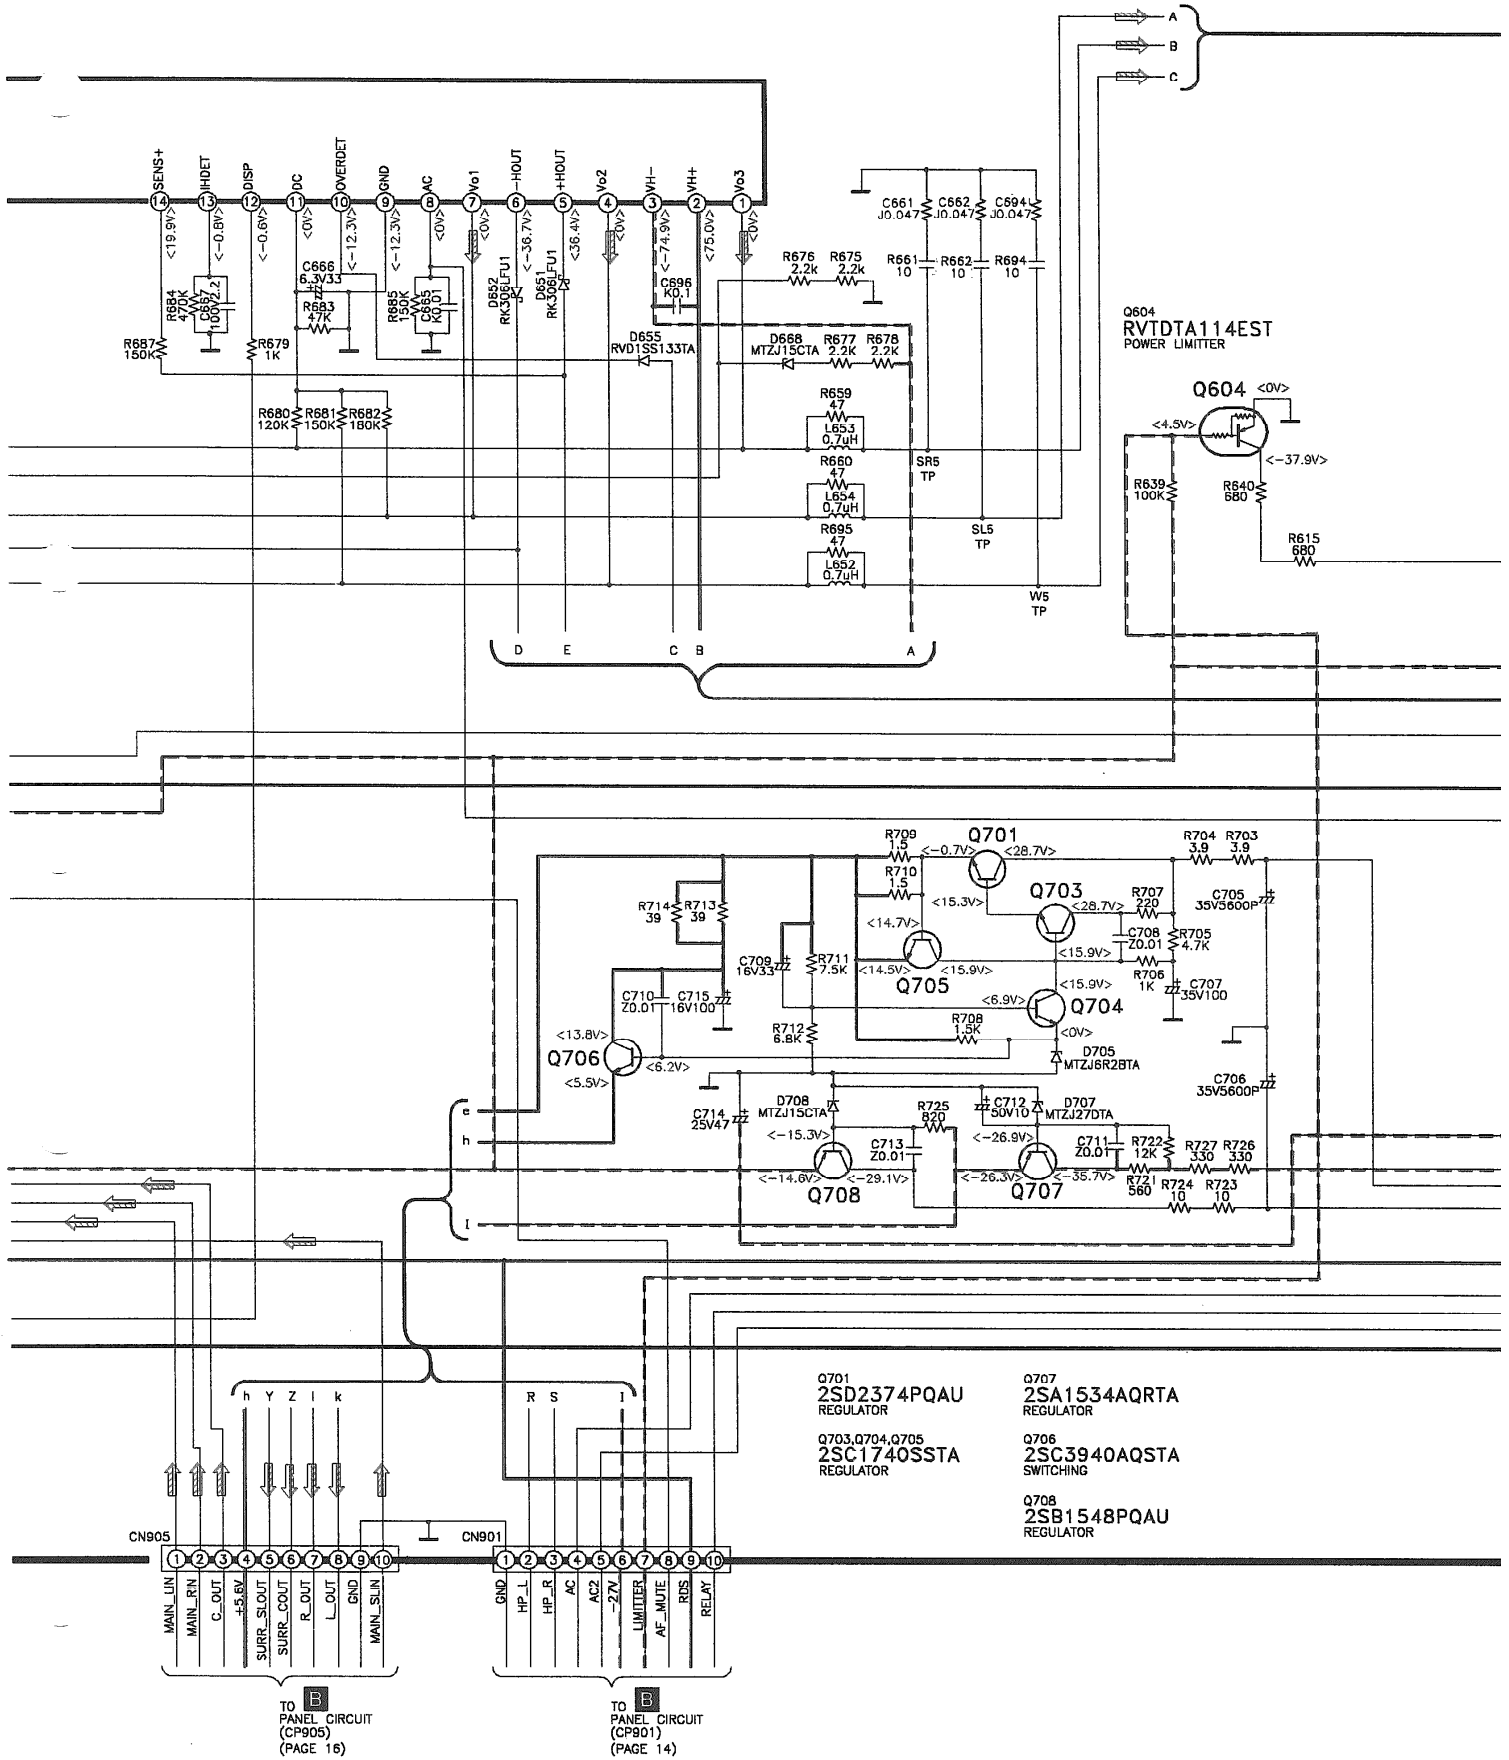 A
B
C
SENS+
IHDET
DISP
DC
OVERDET
GND
AC
Vo1
-HOUT
+HOUT
Vo2
VH-
VH+
Vo3
14 13 12 11 10 9 8 7 6 5 4 3 2 1
<19.9V>
<-0.8V>
<-0.6V>
<0V>
<-12.3V>
<-12.3V>
<0V>
<0V>
<-36.7V>
<36.4V>
<0V>
<-74.9V>
<75.0V>
<0V>
C661
J0.047
C662
J0.047
C694
J0.047
R661
10
R662
10
R694
10
R676
2.2k
R675
2.2k
C666
6.3V33
R684
470K
C667
100V2.2
R683
47K
R685
150K
C665
K0.01
D652
RK306LFU1
D651
RK306LFU1
C696
K0.1
R687
150K
R679
1K
D655
RVD1SS133TA
D668
MTZJ15CTA
R677
2.2K
R678
2.2K
Q604
RVTDTA114EST
POWER LIMITTER
Q604
<0V>
<4.5V>
<-37.9V>
R680
120K
R681
150K
R682
180K
R659
47
L653
0.7uH
SR5
TP
R660
47
L654
0.7uH
SL5
TP
R695
47
L652
0.7uH
W5
TP
R639
100K
R640
680
R615
680
D
E
C
B
A
R709
1.5
Q701
<-0.7V>
<28.7V>
R704
3.9
R703
3.9
R710
1.5
<15.3V>
Q703
<28.7V>
R707
220
C705
35V5600P
R714
39
R713
39
<14.7V>
C708
Z0.01
R705
4.7K
<15.9V>
C709
16V33
R711
7.5K
<14.5V>
<15.9V>
Q705
R706
1K
C707
35V100
<15.9V>
<6.9V>
Q704
C710
Z0.01
C715
16V100
<0V>
R712
6.8K
R708
1.5K
<13.8V>
Q706
<6.2V>
<5.5V>
D705
MTZJ6R2BTA
C706
35V5600P
e
h
I
C714
25V47
D708
MTZJ15CTA
R725
820
C712
50V10
D707
MTZJ27DTA
<-15.3V>
C713
Z0.01
<-26.9V>
C711
Z0.01
R722
12K
R727
330
R726
330
<-14.6V>
<-29.1V>
Q708
<-26.3V>
<-35.7V>
Q707
R721
560
R724
10
R723
10
h Y Z l k
R S
I
Q701
2SD2374PQAU
REGULATOR
Q707
2SA1534AQRTA
REGULATOR
Q703,Q704,Q705
2SC1740SSTA
REGULATOR
Q706
2SC3940AQSTA
SWITCHING
Q708
2SB1548PQAU
REGULATOR
CN905
1 2 3 4 5 6 7 8 9 10
CN901
1 2 3 4 5 6 7 8 9 10
MAIN_LIN
MAIN_RIN
C_OUT
+5.6V
SURR_SLOUT
SURR_COUT
R_OUT
L_OUT
GND
MAIN_SLIN
GND
HP_L
HP_R
AC
AC2
-27V
LIMITTER
AF_MUTE
RDS
RELAY
TO B
PANEL CIRCUIT
(CP905)
(PAGE 16)
TO B
PANEL CIRCUIT
(CP901)
(PAGE 14)